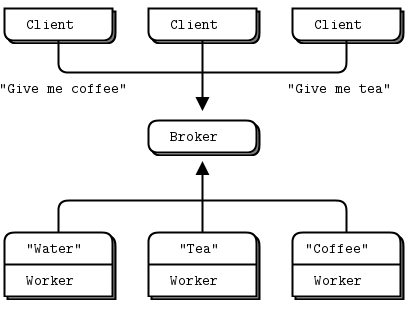 Client Client Client
"Give me coffee" "Give me tea"
Broker
"Water" "Tea" "Coffee"
Worker Worker Worker